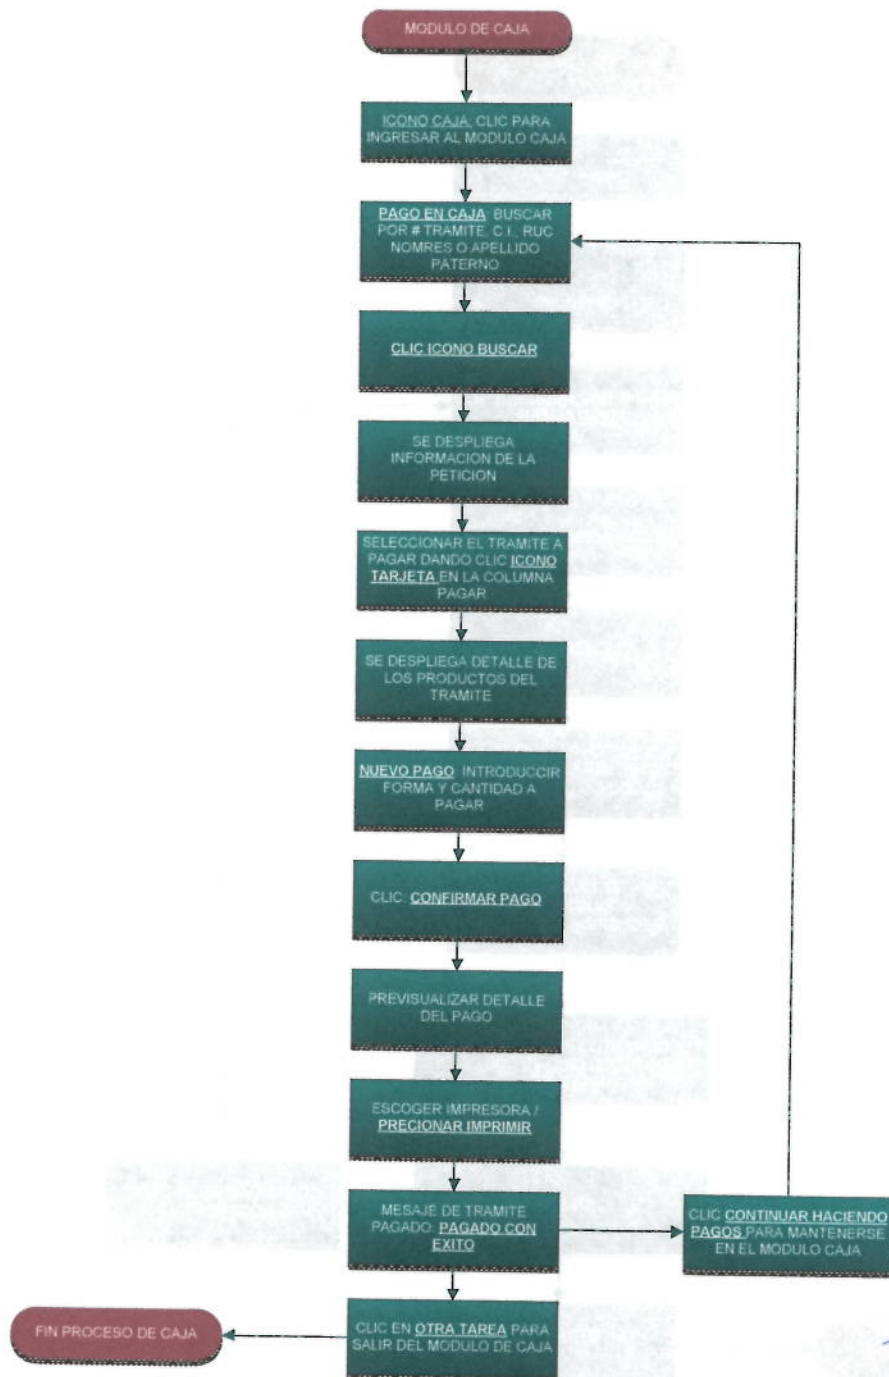 MODULO DE CAJA
ICONO CAJA: CLIC PARA
INGRESAR AL MODULO CAJA
PAGO EN CAJA: BUSCAR
POR # TRAMITE, C.I., RUC
NOMRES O APELLIDO
PATERNO
CLIC ICONO BUSCAR
SE DESPLIEGA
INFORMACION DE LA
PETICION
SELECCIONAR EL TRAMITE A
PAGAR DANDO CLIC ICONO
TARJETA EN LA COLUMNA
PAGAR
SE DESPLIEGA DETALLE DE
LOS PRODUCTOS DEL
TRAMITE
NUEVO PAGO: INTRODUCCIR
FORMA Y CANTIDAD A
PAGAR
CLIC: CONFIRMAR PAGO
PREVISUALIZAR DETALLE
DEL PAGO
ESCOGER IMPRESORA /
PRECIONAR IMPRIMIR
MESAJE DE TRAMITE
PAGADO: PAGADO CON
EXITO
CLIC CONTINUAR HACIENDO
PAGOS PARA MANTENERSE
EN EL MODULO CAJA
CLIC EN OTRA TAREA PARA
SALIR DEL MODULO DE CAJA
FIN PROCESO DE CAJA